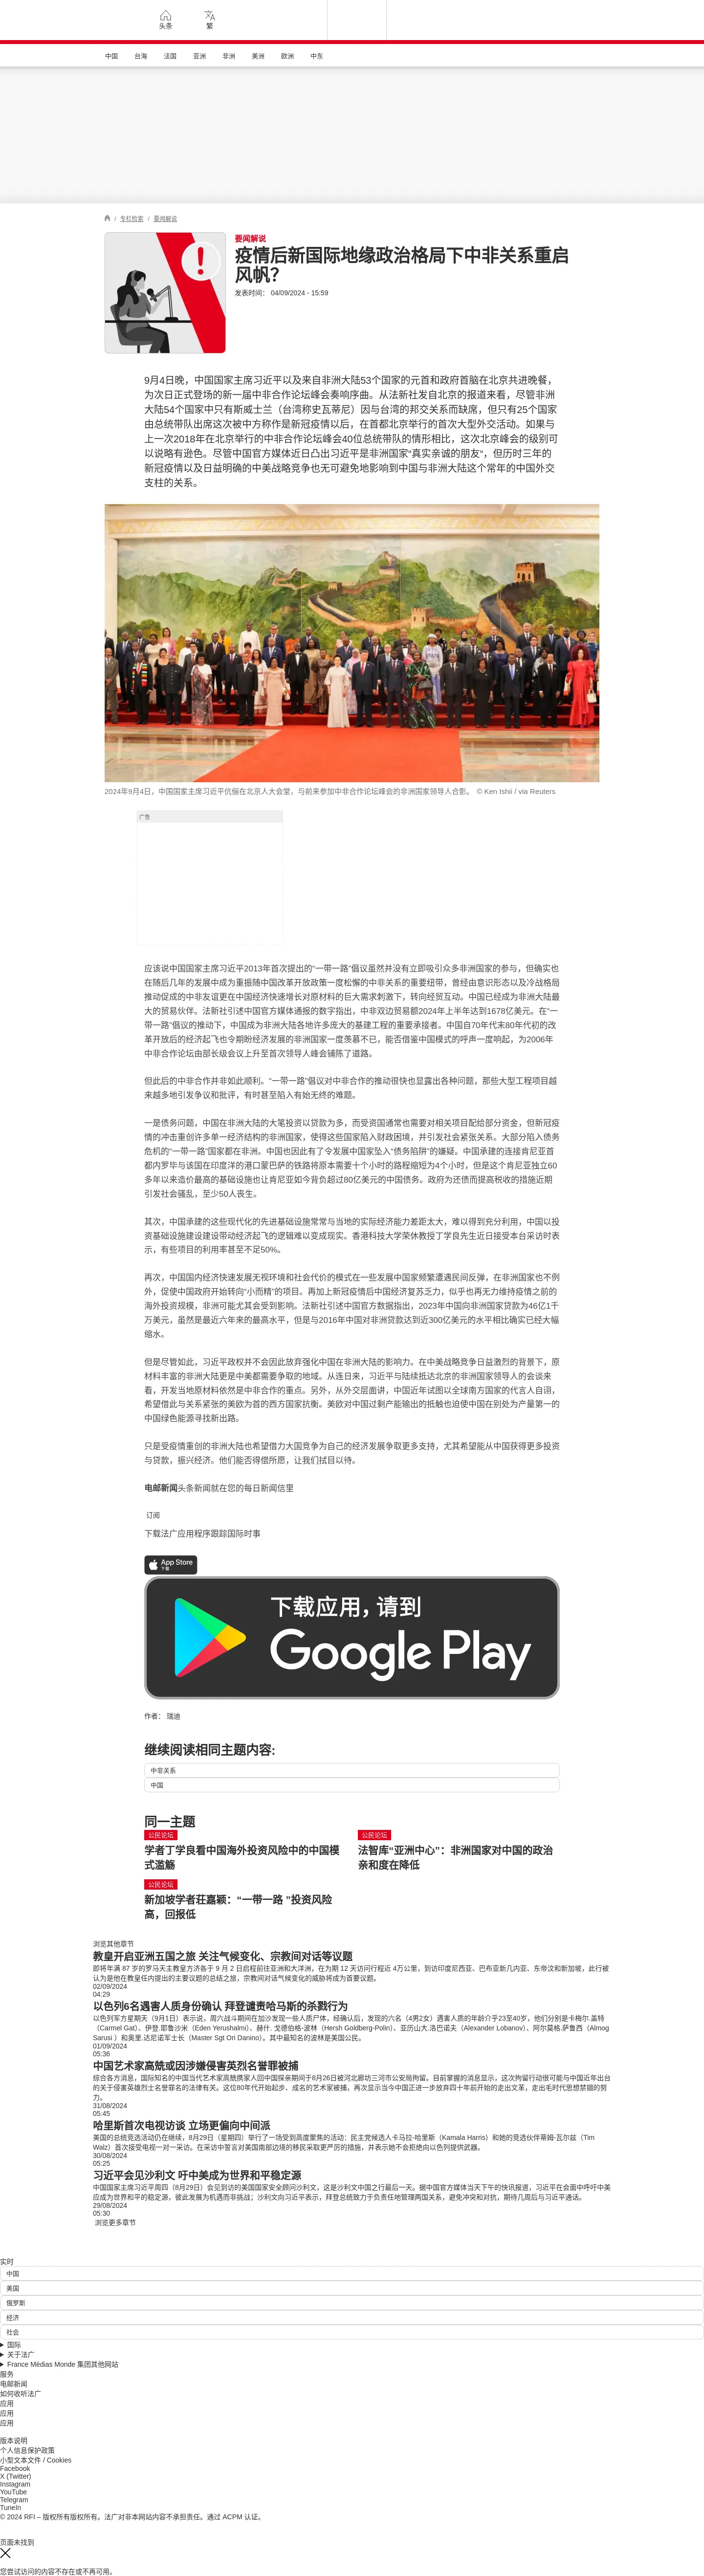 头条
繁
中国 台海 法国 亚洲 非洲 美洲 欧洲 中东
/ 专栏检索 / 要闻解说
要闻解说
疫情后新国际地缘政治格局下中非关系重启
风帆？
发表时间： 04/09/2024 - 15:59
9月4日晚，中国国家主席习近平以及来自非洲大陆53个国家的元首和政府首脑在北京共进晚餐，
为次日正式登场的新一届中非合作论坛峰会奏响序曲。从法新社发自北京的报道来看，尽管非洲
大陆54个国家中只有斯威士兰（台湾称史瓦蒂尼）因与台湾的邦交关系而缺席，但只有25个国家
由总统带队出席这次被中方称作是新冠疫情以后，在首都北京举行的首次大型外交活动。如果与
上一次2018年在北京举行的中非合作论坛峰会40位总统带队的情形相比，这次北京峰会的级别可
以说略有逊色。尽管中国官方媒体近日凸出习近平是非洲国家“真实亲诚的朋友”，但历时三年的
新冠疫情以及日益明确的中美战略竞争也无可避免地影响到中国与非洲大陆这个常年的中国外交
支柱的关系。
2024年9月4日，中国国家主席习近平伉俪在北京人大会堂，与前来参加中非合作论坛峰会的非洲国家领导人合影。 © Ken Ishii / via Reuters
广告
应该说中国国家主席习近平2013年首次提出的“一带一路”倡议虽然并没有立即吸引众多非洲国家的参与，但确实也
在随后几年的发展中成为重振随中国改革开放政策一度松懈的中非关系的重要纽带，曾经由意识形态以及冷战格局
推动促成的中非友谊更在中国经济快速增长对原材料的巨大需求刺激下，转向经贸互动。中国已经成为非洲大陆最
大的贸易伙伴。法新社引述中国官方媒体通报的数字指出，中非双边贸易额2024年上半年达到1678亿美元。在“一
带一路”倡议的推动下，中国成为非洲大陆各地许多庞大的基建工程的重要承接者。中国自70年代末80年代初的改
革开放后的经济起飞也令期盼经济发展的非洲国家一度羡慕不已，能否借鉴中国模式的呼声一度响起，为2006年
中非合作论坛由部长级会议上升至首次领导人峰会铺陈了道路。
但此后的中非合作并非如此顺利。“一带一路”倡议对中非合作的推动很快也显露出各种问题，那些大型工程项目越
来越多地引发争议和批评，有时甚至陷入有始无终的难题。
一是债务问题，中国在非洲大陆的大笔投资以贷款为多，而受资国通常也需要对相关项目配给部分资金，但新冠疫
情的冲击重创许多单一经济结构的非洲国家，使得这些国家陷入财政困境，并引发社会紧张关系。大部分陷入债务
危机的“一带一路”国家都在非洲。中国也因此有了令发展中国家坠入“债务陷阱”的嫌疑。中国承建的连接肯尼亚首
都内罗毕与该国在印度洋的港口蒙巴萨的铁路将原本需要十个小时的路程缩短为4个小时，但是这个肯尼亚独立60
多年以来造价最高的基础设施也让肯尼亚如今背负超过80亿美元的中国债务。政府为还债而提高税收的措施近期
引发社会骚乱，至少50人丧生。
其次，中国承建的这些现代化的先进基础设施常常与当地的实际经济能力差距太大，难以得到充分利用，中国以投
资基础设施建设建设带动经济起飞的逻辑难以变成现实。香港科技大学荣休教授丁学良先生近日接受本台采访时表
示，有些项目的利用率甚至不足50%。
再次，中国国内经济快速发展无视环境和社会代价的模式在一些发展中国家频繁遭遇民间反弹，在非洲国家也不例
外，促使中国政府开始转向“小而精”的项目。再加上新冠疫情后中国经济复苏乏力，似乎也再无力维持疫情之前的
海外投资规模，非洲可能尤其会受到影响。法新社引述中国官方数据指出，2023年中国向非洲国家贷款为46亿1千
万美元，虽然是最近六年来的最高水平，但是与2016年中国对非洲贷款达到近300亿美元的水平相比确实已经大幅
缩水。
但是尽管如此，习近平政权并不会因此放弃强化中国在非洲大陆的影响力。在中美战略竞争日益激烈的背景下，原
材料丰富的非洲大陆更是中美都需要争取的地域。从连日来，习近平与陆续抵达北京的非洲国家领导人的会谈来
看，开发当地原材料依然是中非合作的重点。另外，从外交层面讲，中国近年试图以全球南方国家的代言人自诩，
希望借此与关系紧张的美欧为首的西方国家抗衡。美欧对中国过剩产能输出的抵触也迫使中国在别处为产量第一的
中国绿色能源寻找新出路。
只是受疫情重创的非洲大陆也希望借力大国竞争为自己的经济发展争取更多支持，尤其希望能从中国获得更多投资
与贷款，振兴经济。他们能否得偿所愿，让我们拭目以待。
电邮新闻头条新闻就在您的每日新闻信里
订阅
下载法广应用程序跟踪国际时事
App Store
下载
下载应用，请到
Google Play
作者： 瑞迪
继续阅读相同主题内容:
中非关系
中国
同一主题
公民论坛
学者丁学良看中国海外投资风险中的中国模
式滥觞
公民论坛
法智库“亚洲中心”：非洲国家对中国的政治
亲和度在降低
公民论坛
新加坡学者荘嘉颖：“一带一路 ”投资风险
高，回报低
浏览其他章节
教皇开启亚洲五国之旅 关注气候变化、宗教间对话等议题
即将年满 87 岁的罗马天主教皇方济各于 9 月 2 日启程前往亚洲和大洋洲，在为期 12 天访问行程近 4万公里，到访印度尼西亚、巴布亚新几内亚、东帝汶和新加坡，此行被
认为是他在教皇任内提出的主要议题的总结之旅，宗教间对话气候变化的威胁将成为首要议题。
02/09/2024
04:29
以色列6名遇害人质身份确认 拜登谴责哈马斯的杀戮行为
以色列军方星期天（9月1日）表示说，周六战斗期间在加沙发现一些人质尸体，经确认后，发现的六名（4男2女）遇害人质的年龄介乎23至40岁，他们分别是卡梅尔.盖特
（Carmel Gat）、伊登.耶鲁沙米（Eden Yerushalmi）、赫什. 戈德伯格-波林（Hersh Goldberg-Polin）、亚历山大.洛巴诺夫（Alexander Lobanov）、阿尔莫格.萨鲁西（Almog
Sarusi ）和奥里.达尼诺军士长（Master Sgt Ori Danino）。其中最知名的波林是美国公民。
01/09/2024
05:36
中国艺术家高兟或因涉嫌侵害英烈名誉罪被捕
综合各方消息，国际知名的中国当代艺术家高兟携家人回中国探亲期间于8月26日被河北廊坊三河市公安局拘留。目前掌握的消息显示，这次拘留行动很可能与中国近年出台
的关于侵害英雄烈士名誉罪名的法律有关。这位80年代开始起步、成名的艺术家被捕，再次显示当今中国正进一步放弃四十年前开始的走出文革，走出毛时代思想禁锢的努
力。
31/08/2024
05:45
哈里斯首次电视访谈 立场更偏向中间派
美国的总统竞选活动仍在继续，8月29日（星期四）举行了一场受到高度聚焦的活动：民主党候选人卡马拉-哈里斯（Kamala Harris）和她的竞选伙伴蒂姆-瓦尔兹（Tim
Walz）首次接受电视一对一采访。在采访中誓言对美国南部边境的移民采取更严厉的措施，并表示她不会拒绝向以色列提供武器。
30/08/2024
05:25
习近平会见沙利文 吁中美成为世界和平稳定源
中国国家主席习近平周四（8月29日）会见到访的美国国家安全顾问沙利文，这是沙利文中国之行最后一天。据中国官方媒体当天下午的快讯报道，习近平在会面中呼吁中美
应成为世界和平的稳定源，彼此发展为机遇而非挑战；沙利文向习近平表示，拜登总统致力于负责任地管理两国关系，避免冲突和对抗，期待几周后与习近平通话。
29/08/2024
05:30
浏览更多章节
实时
中国
美国
俄罗斯
经济
社会
国际
关于法广
France Médias Monde 集团其他网站
服务
电邮新闻
如何收听法广
应用
应用
应用
版本说明
个人信息保护政策
小型文本文件 / Cookies
Facebook
X (Twitter)
Instagram
YouTube
Telegram
TuneIn
© 2024 RFI – 版权所有版权所有。法广对非本网站内容不承担责任。通过 ACPM 认证。
页面未找到
您尝试访问的内容不存在或不再可用。